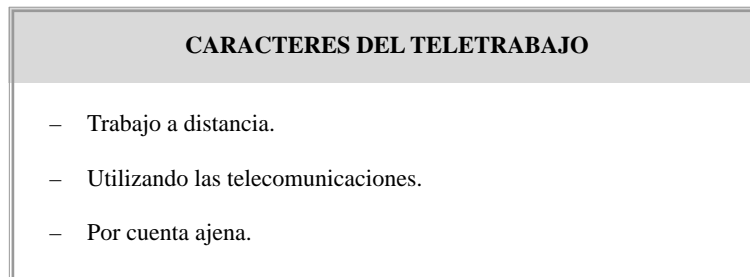 CARACTERES DEL TELETRABAJO
– Trabajo a distancia.
– Utilizando las telecomunicaciones.
– Por cuenta ajena.